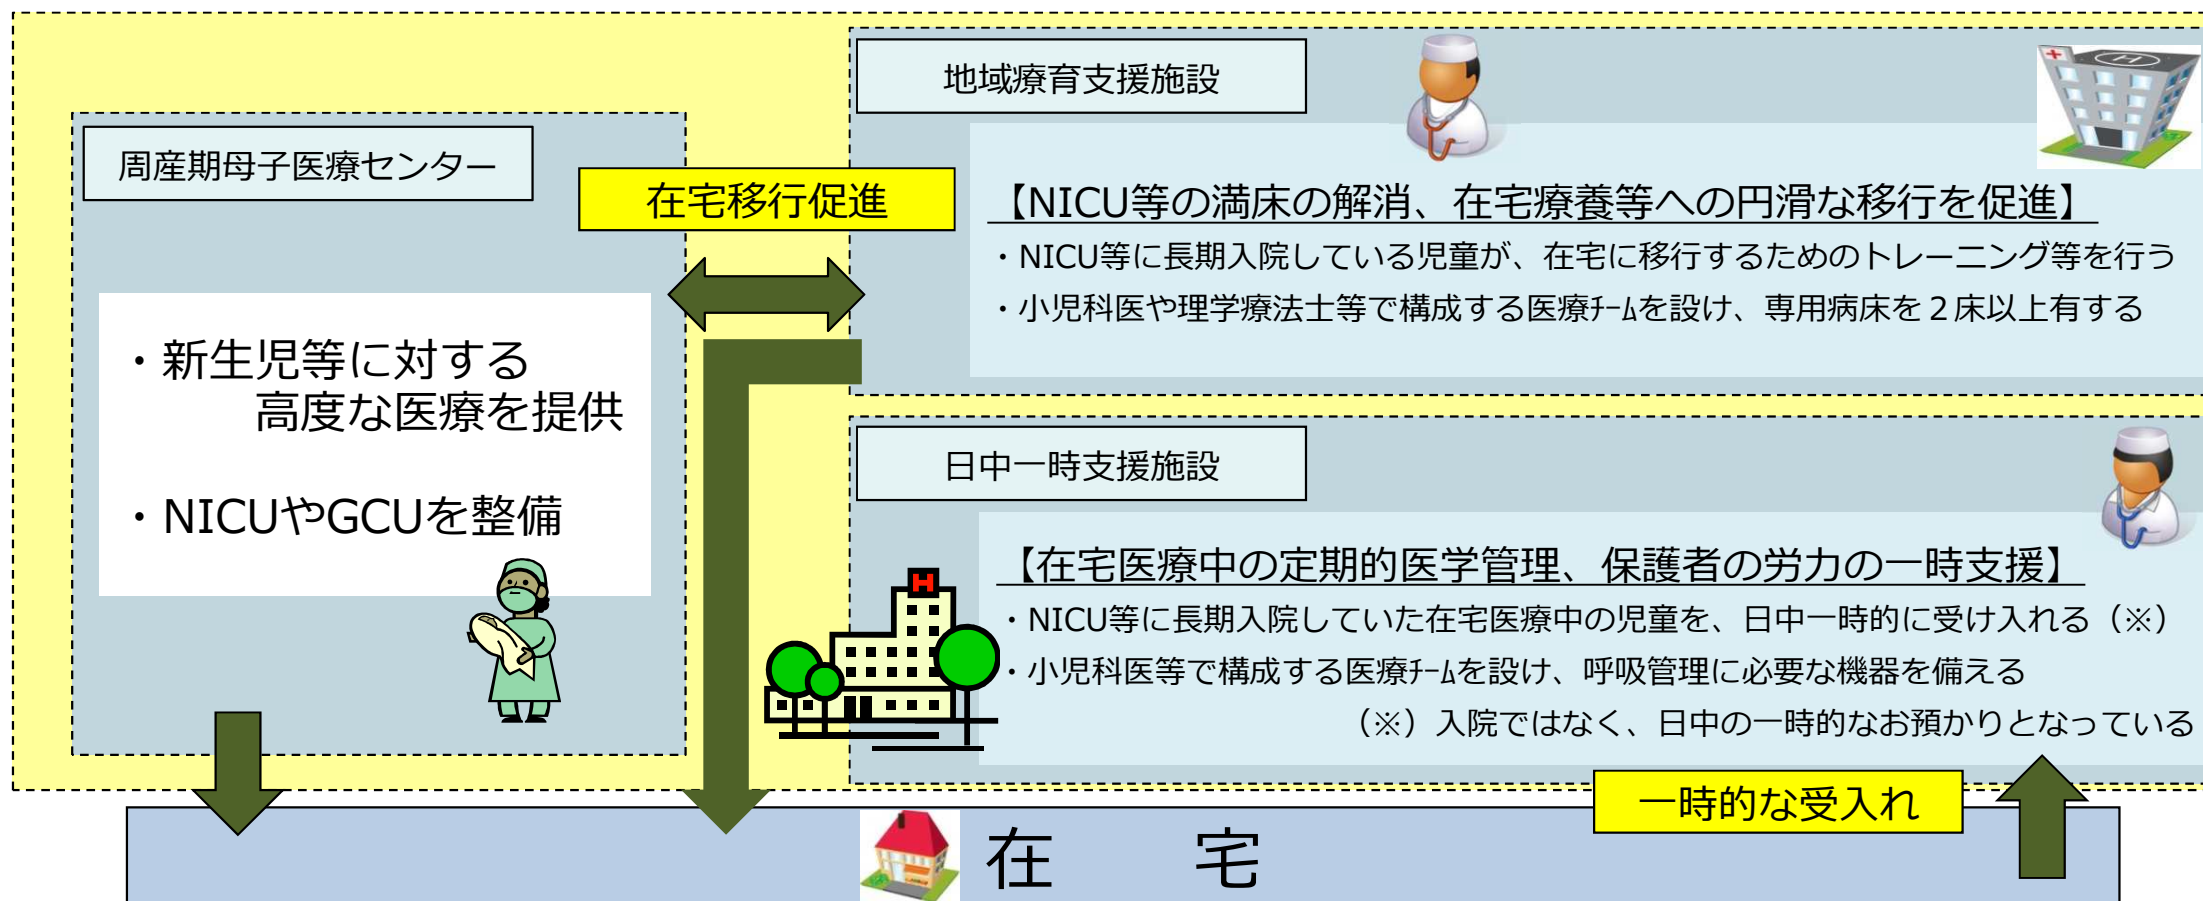 地域療育支援施設
周産期母子医療センター
在宅移行促進
【NICU等の満床の解消、在宅療養等への円滑な移行を促進】
・NICU等に長期入院している児童が、在宅に移行するためのトレーニング等を行う
・小児科医や理学療法士等で構成する医療ﾁｰﾑを設け、専用病床を２床以上有する
・新生児等に対する
高度な医療を提供
・NICUやGCUを整備
日中一時支援施設
【在宅医療中の定期的医学管理、保護者の労力の一時支援】
・NICU等に長期入院していた在宅医療中の児童を、日中一時的に受け入れる（※）
・小児科医等で構成する医療ﾁｰﾑを設け、呼吸管理に必要な機器を備える
（※）入院ではなく、日中の一時的なお預かりとなっている
一時的な受入れ
在　　宅
H
H